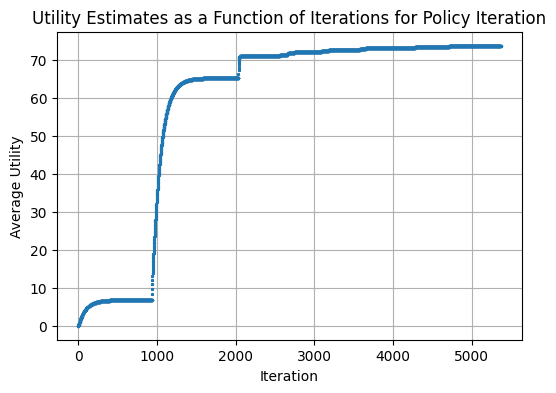 Utility Estimates as a Function of Iterations for Policy Iteration
Average Utility
70
60
50
40
30
20
10
0
0 1000 2000 3000 4000 5000
Iteration